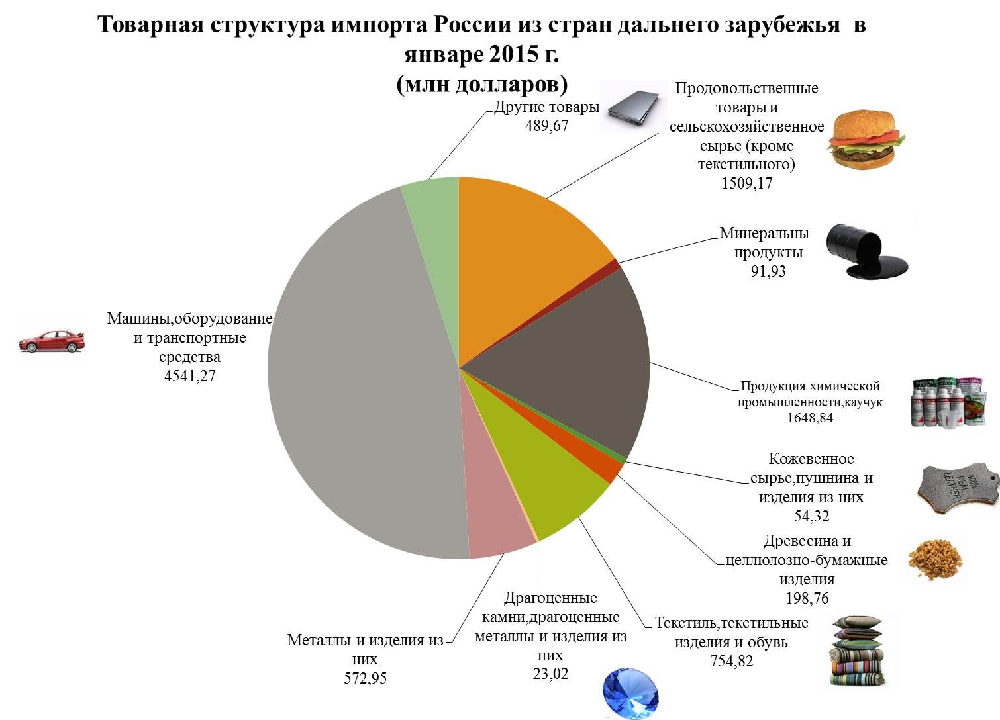 Товарная структура импорта России из стран дальнего зарубежья в
январе 2015 г.
(млн долларов)
Другие товары
489,67
Продовольственные
товары и
сельскохозяйственное
сырье (кроме
текстильного)
1509,17
Минеральны
продукты
91,93
Машины,оборудование
и транспортные
средства
4541,27
Продукция химической
промышленности,каучук
1648,84
Кожевенное
сырье,пушнина и
изделия из них
54,32
100%
REAL
LEATHER
Древесина и
целлюлозно-бумажные
изделия
198,76
Текстиль,текстильные
изделия и обувь
754,82
Драгоценные
камни,драгоценные
металлы и изделия из
них
23,02
Металлы и изделия из
них
572,95